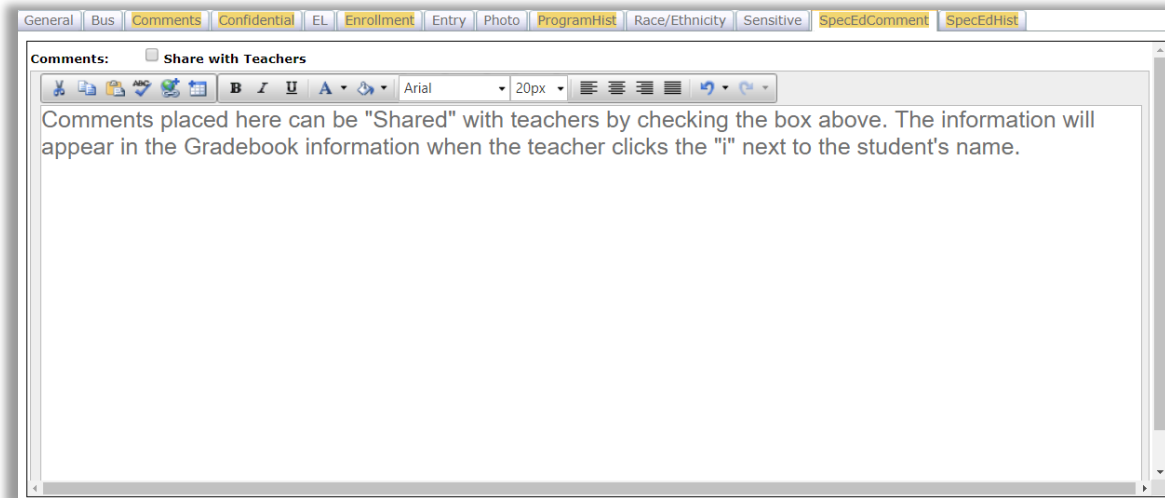 General Bus Comments Confidential EL Enrollment Entry Photo ProgramHist Race/Ethnicity Sensitive SpecEdComment SpecEdHist
Comments: Share with Teachers
ABC B I U A Arial 20px
Comments placed here can be "Shared" with teachers by checking the box above. The information will
appear in the Gradebook information when the teacher clicks the "i" next to the student's name.